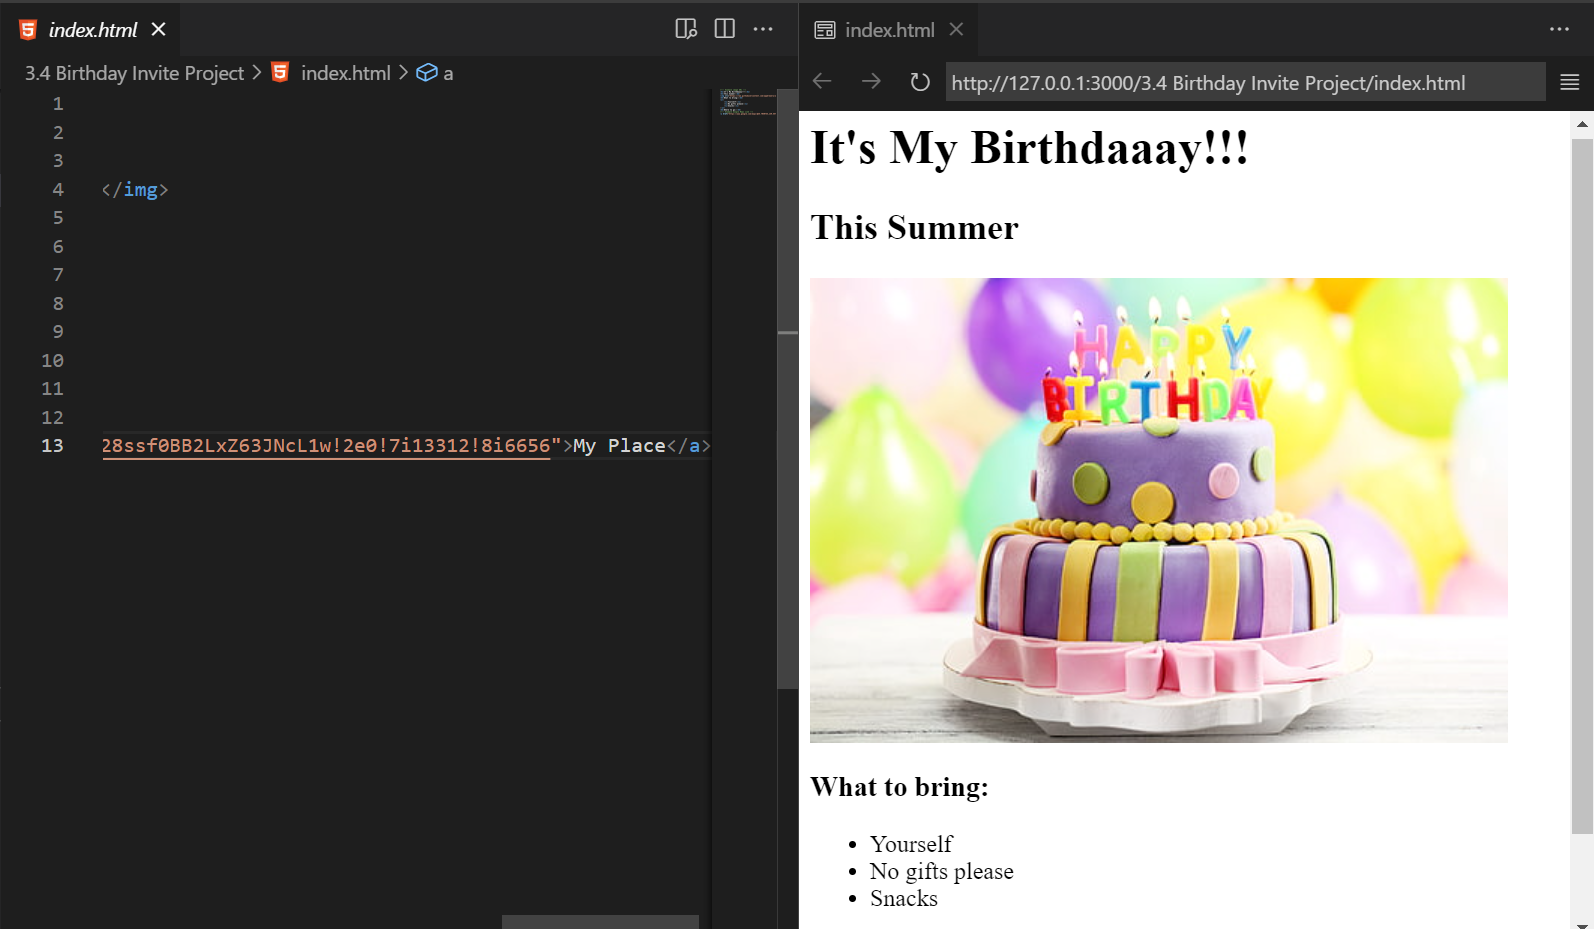 index.html
3.4 Birthday Invite Project > index.html > a
1
2
3
4 </img>
5
6
7
8
9
10
11
12
13 28ssf0BB2LxZ63JNcL1w!2e0!7i13312!8i6656">My Place</a>
index.html
http://127.0.0.1:3000/3.4 Birthday Invite Project/index.html
It's My Birthdaaay!!!
This Summer
HAPPY
BIRTHDAY
What to bring:
• Yourself
• No gifts please
• Snacks